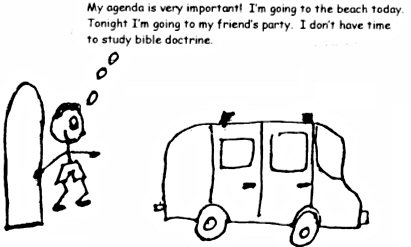 My agenda is very important! I'm going to the beach today.
Tonight I'm going to my friend's party. I don't have time
to study bible doctrine.